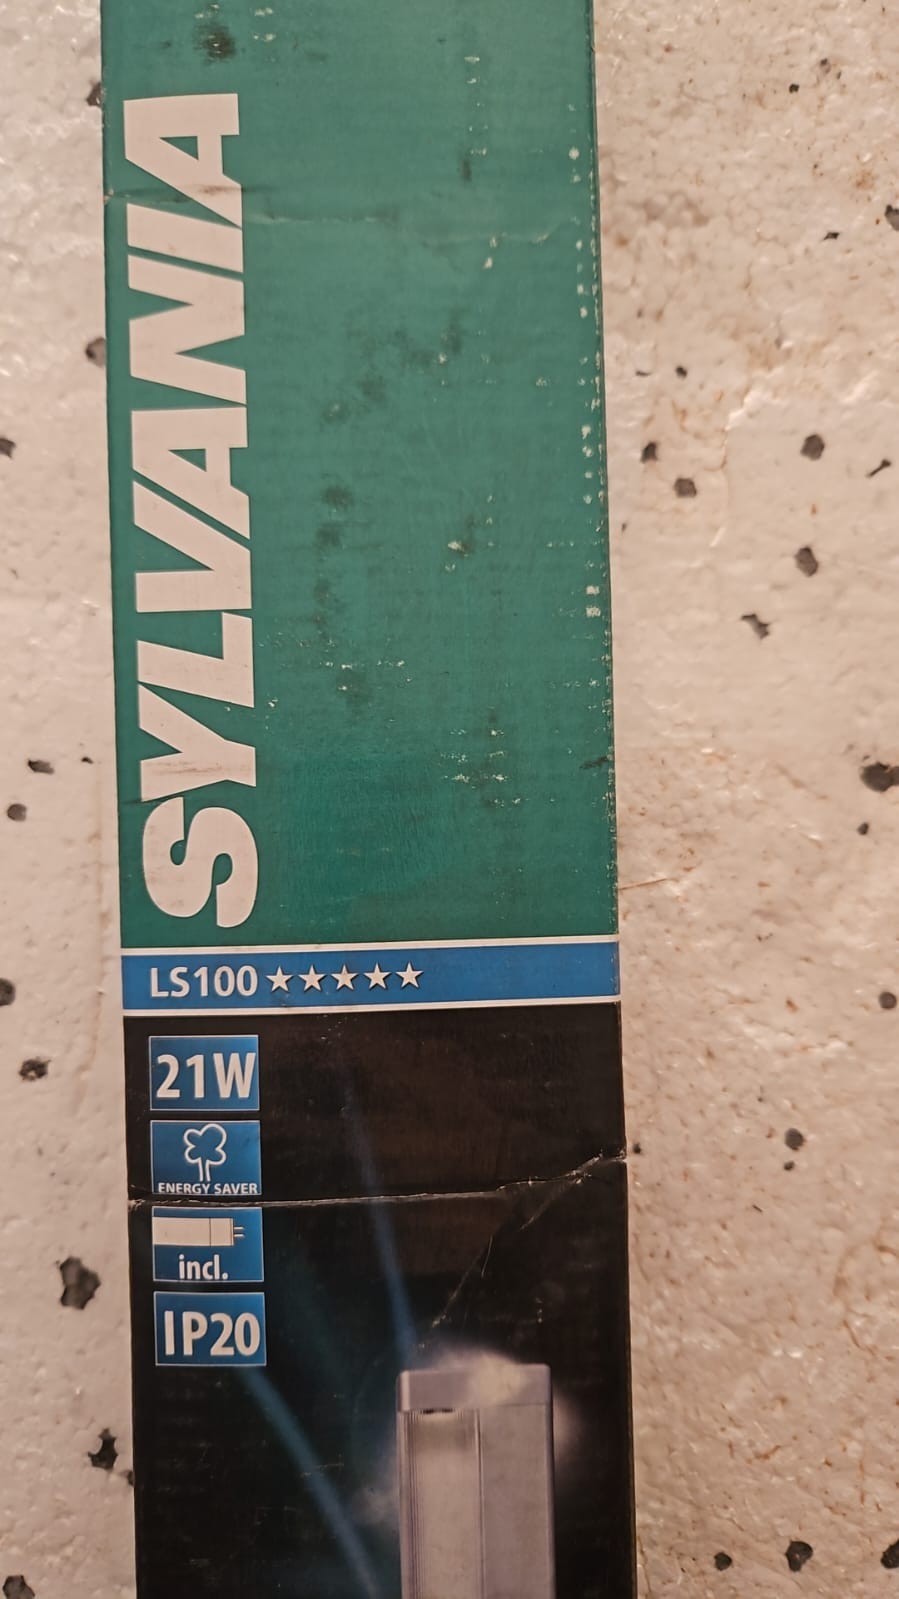 SYLVANIA
LS100 ★★★★★
21W
ENERGY SAVER
incl.
IP20